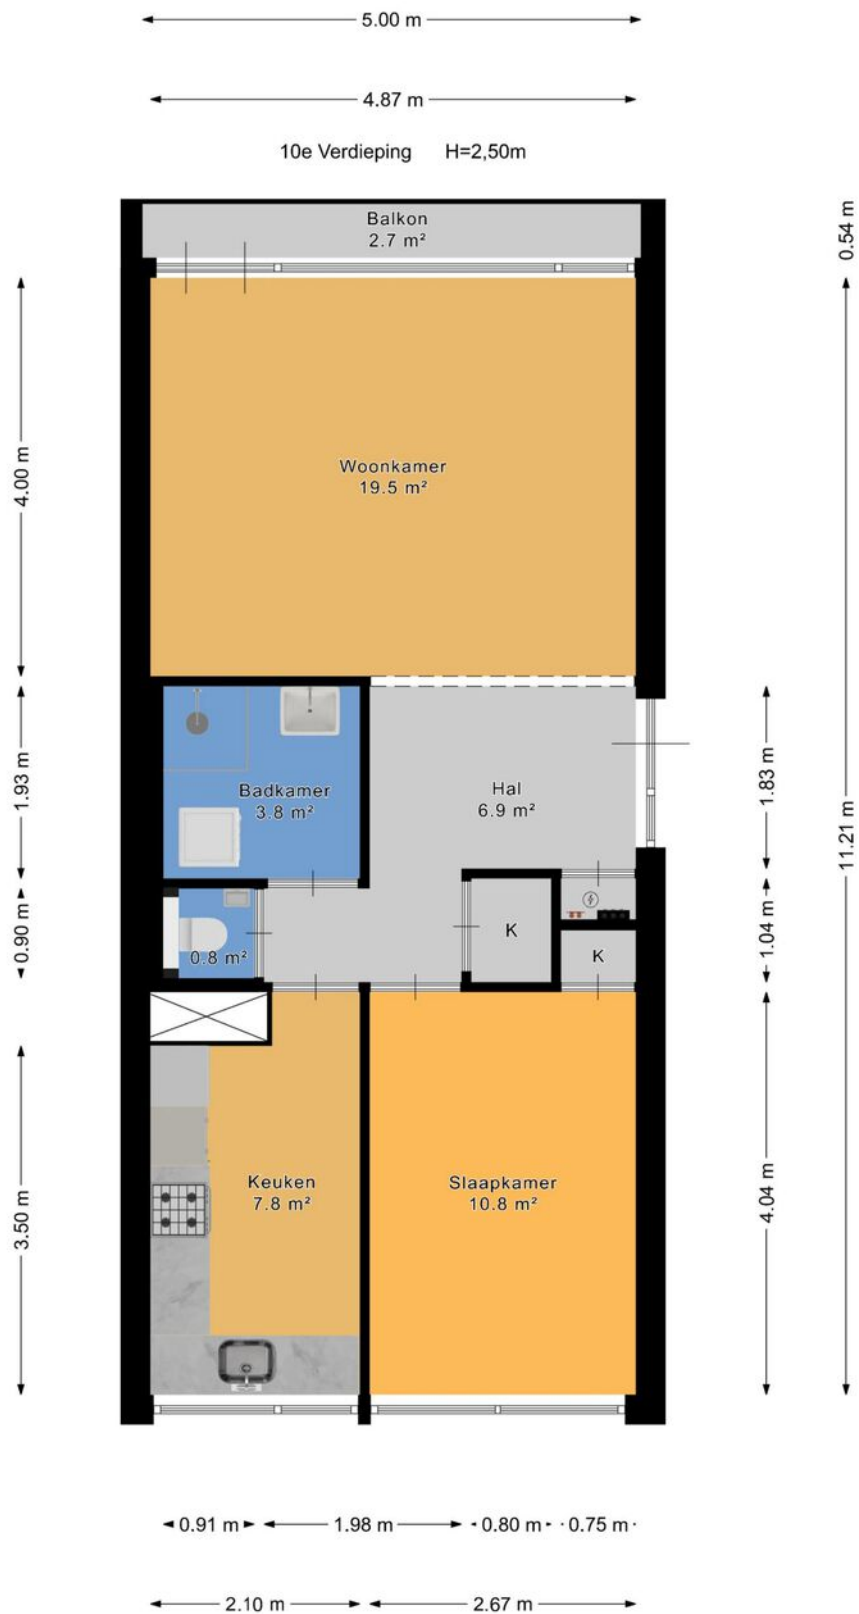 5.00 m
4.87 m
10e Verdieping H=2,50m
Balkon
2.7 m²
0.54 m
4.00 m
Woonkamer
19.5 m²
1.93 m
Badkamer
3.8 m²
Hal
6.9 m²
1.83 m
11.21 m
0.90 m
0.8 m²
K
K
1.04 m
3.50 m
Keuken
7.8 m²
Slaapkamer
10.8 m²
4.04 m
0.91 m 1.98 m 0.80 m 0.75 m
2.10 m 2.67 m